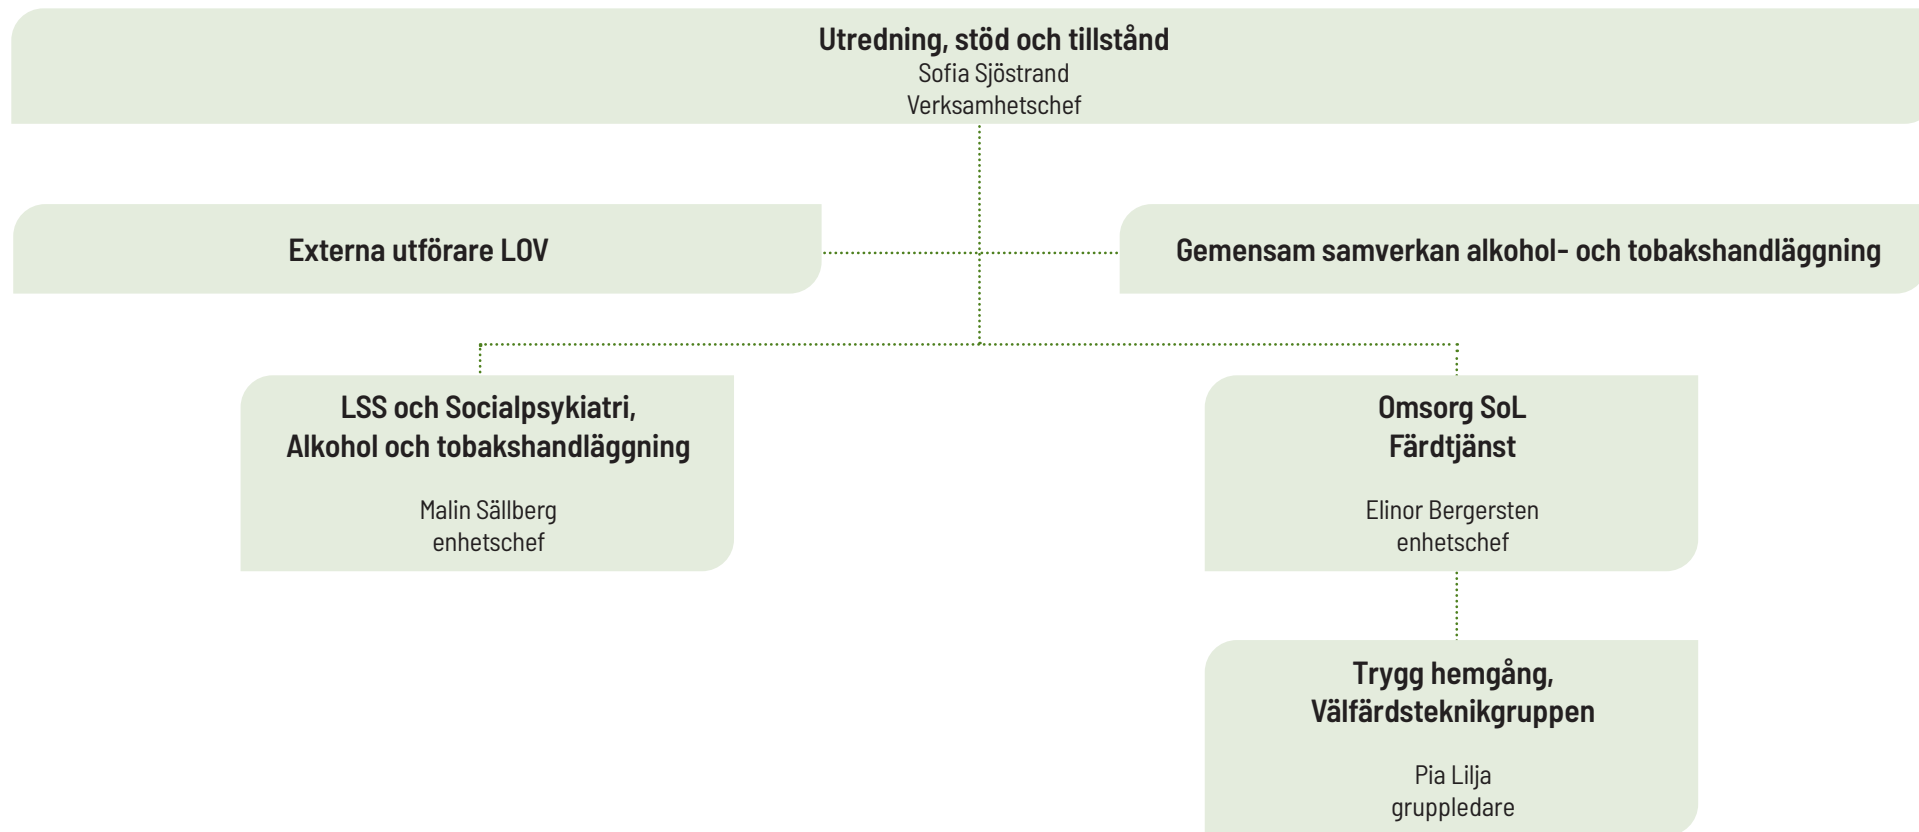 Utredning, stöd och tillstånd
Sofia Sjöstrand
Verksamhetschef
Externa utförare LOV
Gemensam samverkan alkohol- och tobakshandläggning
LSS och Socialpsykiatri,
Alkohol och tobakshandläggning
Malin Sällberg
enhetschef
Omsorg SoL
Färdtjänst
Elinor Bergersten
enhetschef
Trygg hemgång,
Välfärdsteknikgruppen
Pia Lilja
gruppledare